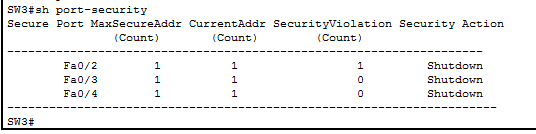 SW3#sh port-security
Secure Port MaxSecureAddr CurrentAddr SecurityViolation Security Action
(Count) (Count) (Count)
--------------------------------------------------------------------
Fa0/2 1 1 1 Shutdown
Fa0/3 1 1 0 Shutdown
Fa0/4 1 1 0 Shutdown
----------------------------------------------------------------------
SW3#